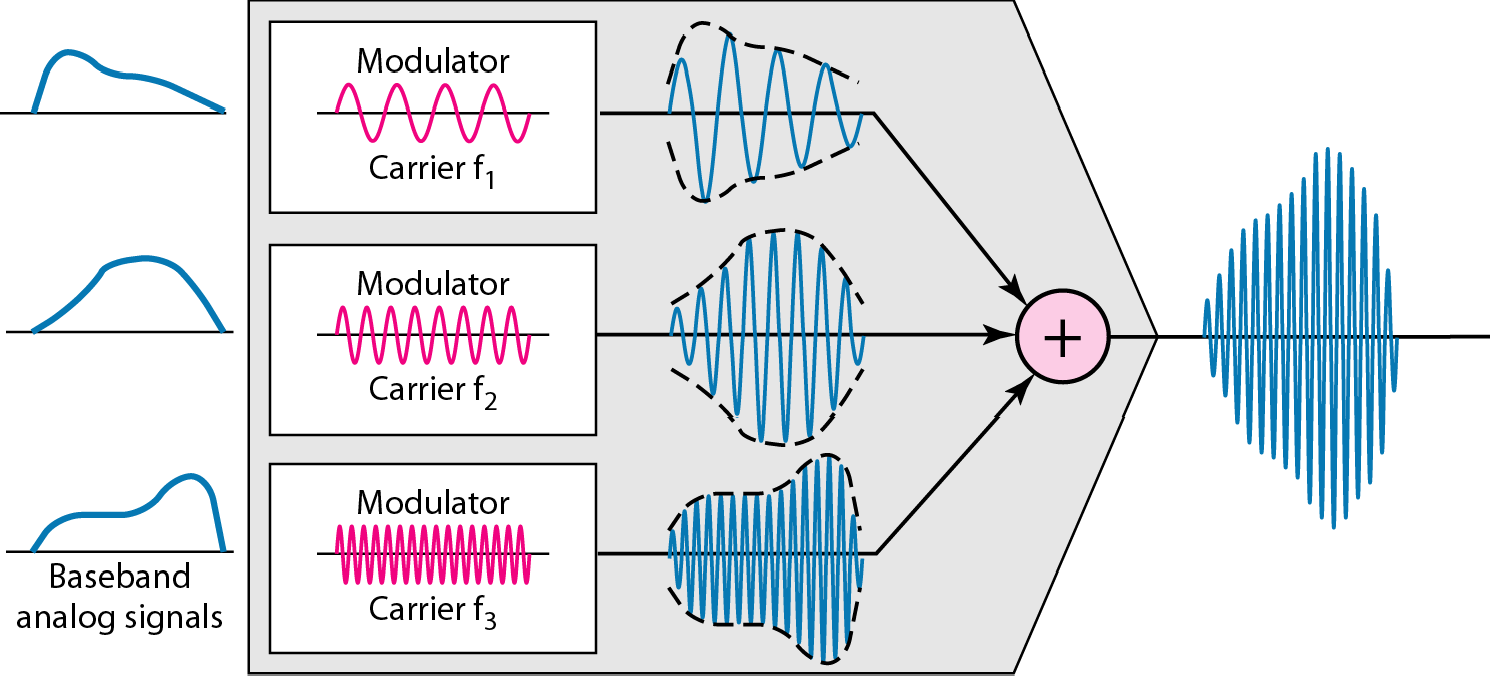 Modulator
Carrier f₁
Modulator
Carrier f₂
Modulator
Carrier f₃
Baseband
analog signals
+